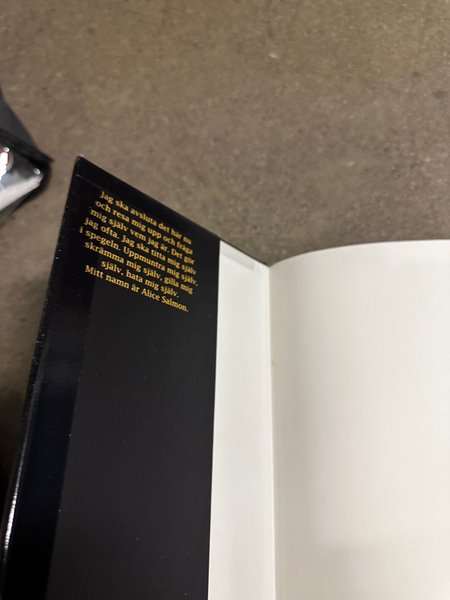 Jag ska avsluta det här nu
och resa mig upp och fråga
mig själv vem jag är. Det gör
jag ofta. Jag ska titta mig själv
i spegeln. Uppmuntra mig själv,
skrämma mig själv, gilla mig
själv, hata mig själv.
Mitt namn är Alice Salmon.